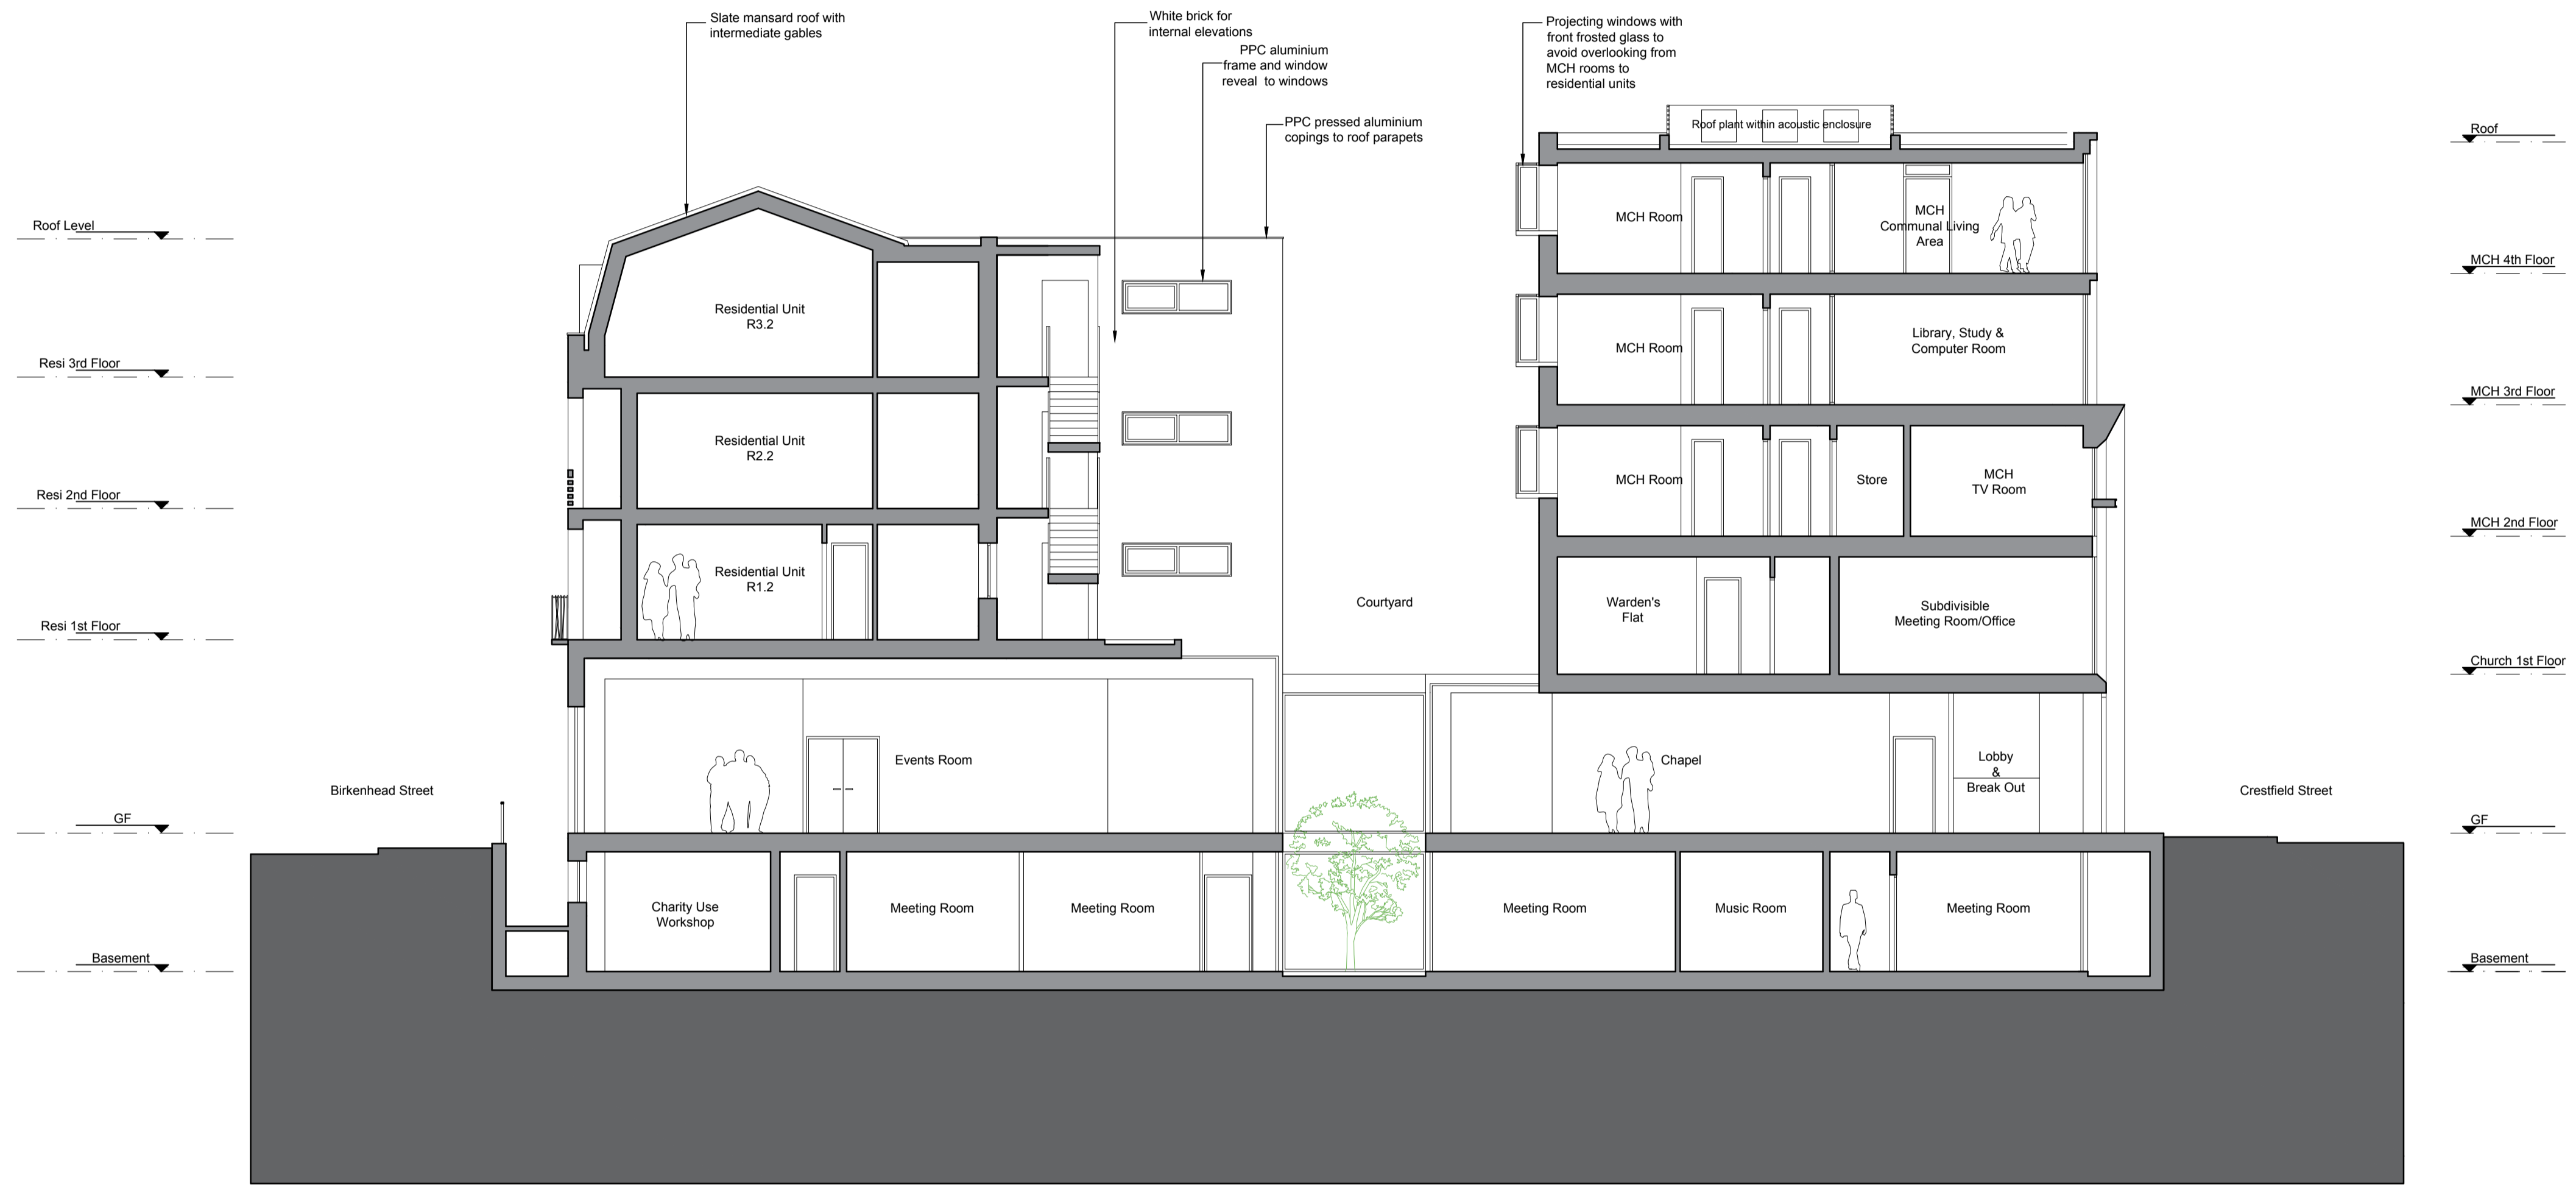 Slate mansard roof with
intermediate gables
White brick for
internal elevations
PPC aluminium
frame and window
reveal to windows
PPC pressed aluminium
copings to roof parapets
Projecting windows with
front frosted glass to
avoid overlooking from
MCH rooms to
residential units
Roof plant within acoustic enclosure
Roof Level
Resi 3rd Floor
Resi 2nd Floor
Resi 1st Floor
GF
Basement
Birkenhead Street
Residential Unit
R3.2
Residential Unit
R2.2
Residential Unit
R1.2
Events Room
Charity Use
Workshop
Meeting Room
Meeting Room
Courtyard
MCH Room
MCH
Communal Living
Area
MCH Room
Library, Study &
Computer Room
MCH Room
Store
MCH
TV Room
Warden's
Flat
Subdivisible
Meeting Room/Office
Chapel
Lobby
&
Break Out
Meeting Room
Music Room
Meeting Room
Crestfield Street
Roof
MCH 4th Floor
MCH 3rd Floor
MCH 2nd Floor
Church 1st Floor
GF
Basement